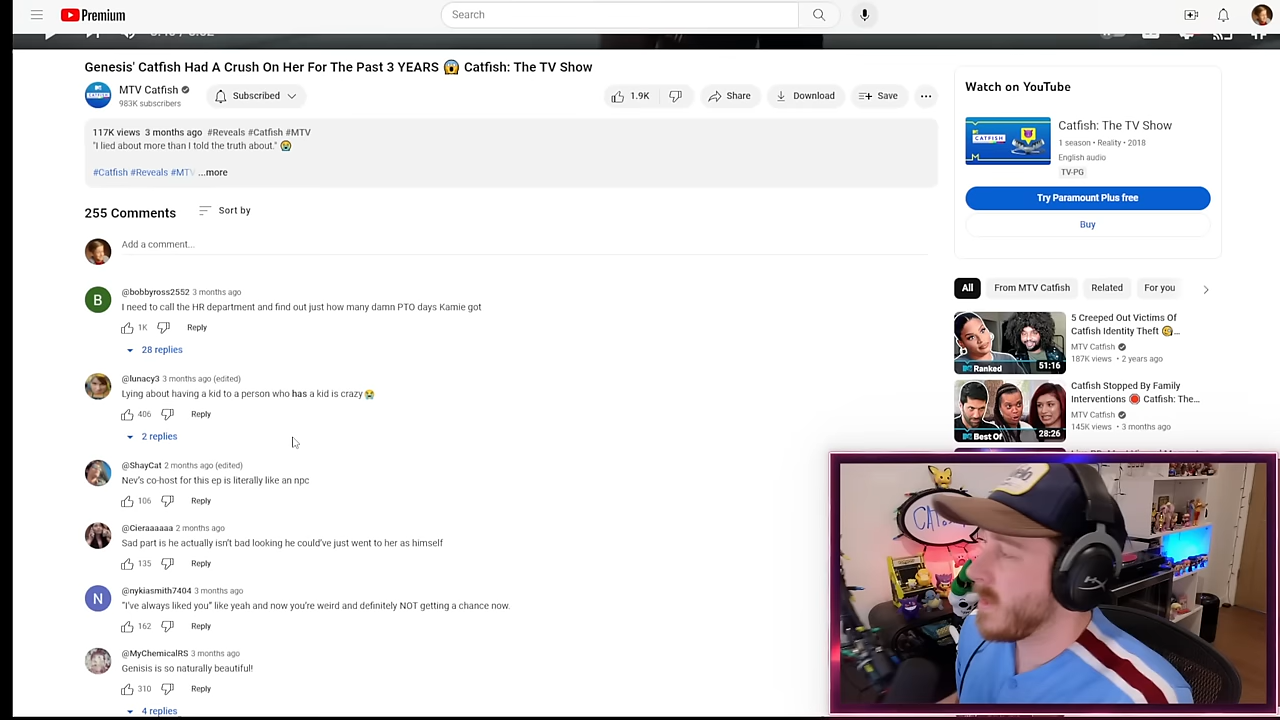 Premium
Search
Genesis' Catfish Had A Crush On Her For The Past 3 YEARS 😱 Catfish: The TV Show
MTV Catfish
983K subscribers
Subscribed
1.9K
Share
Download
Save
117K views 3 months ago #Reveals #Catfish #MTV
"I lied about more than I told the truth about." 😭
#Catfish #Reveals #MTV ...more
255 Comments
Sort by
Add a comment...
@bobbyross2552 3 months ago
I need to call the HR department and find out just how many damn PTO days Kamie got
1K Reply
28 replies
@lunacy3 3 months ago (edited)
Lying about having a kid to a person who has a kid is crazy😭
406 Reply
2 replies
@ShayCat 2 months ago (edited)
Nev's co-host for this ep is literally like an npc
106 Reply
@Cieraaaaaa 2 months ago
Sad part is he actually isn't bad looking he could've just went to her as himself
135 Reply
B
N
@nykiasmith7404 3 months ago
"I've always liked you" like yeah and now you're weird and definitely NOT getting a chance now.
162 Reply
@MyChemicalRS 3 months ago
Genisis is so naturally beautiful!
310 Reply
4 replies
Watch on YouTube
CATFISH
Catfish: The TV Show
1 season • Reality • 2018
English audio
TV-PG
Try Paramount Plus free
Buy
All
From MTV Catfish
Related
For you
5 Creeped Out Victims Of
Catfish Identity Theft 🫣...
MTV Catfish
187K views • 2 years ago
Ranked
51:16
Catfish Stopped By Family
Interventions 🛑 Catfish: The...
MTV Catfish
145K views • 3 months ago
Best Of
28:26